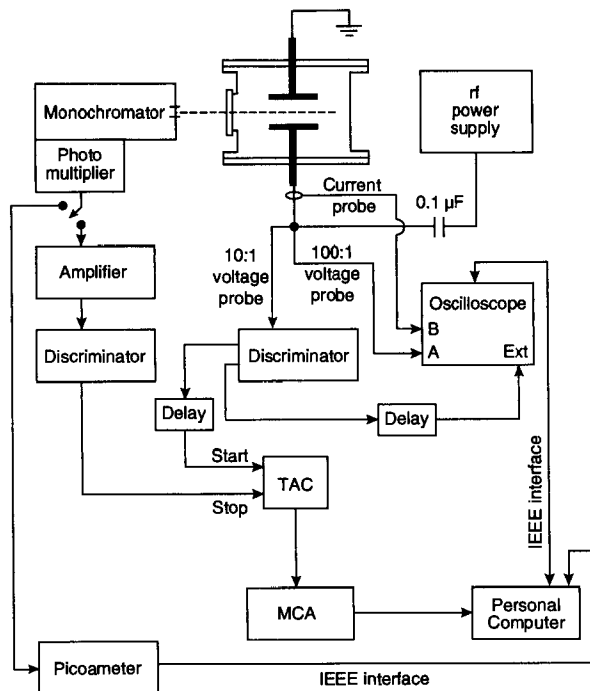 Monochromator
Photo
multiplier
rf
power
supply
Current
probe
0.1 μF
10:1
voltage
probe
100:1
voltage
probe
Amplifier
Oscilloscope
B
A
Ext
Discriminator
Discriminator
Delay
Delay
Start
TAC
Stop
IEEE interface
MCA
Personal
Computer
Picoameter
IEEE interface